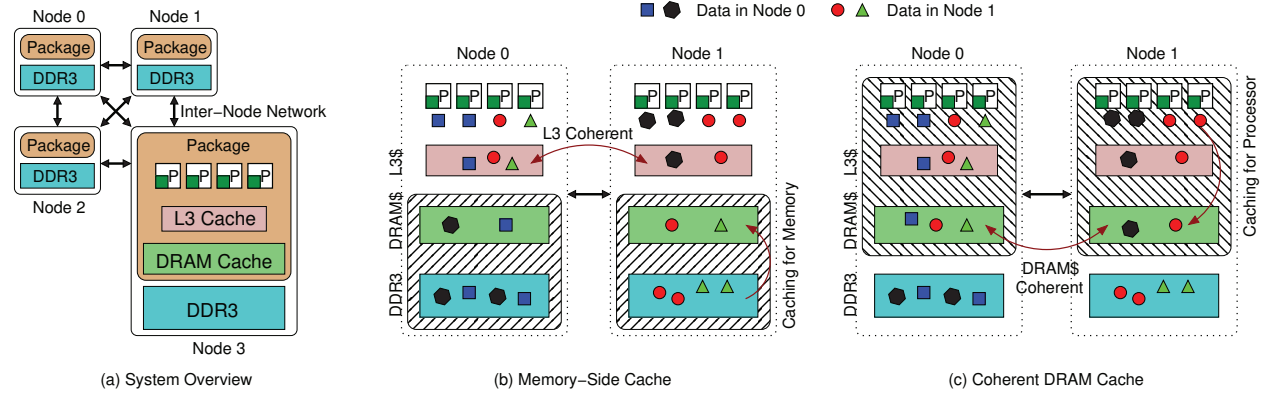 Data in Node 0
Data in Node 1
Node 0
Node 1
Package
Package
DDR3
DDR3
Inter−Node Network
Package
DDR3
Node 2
Package
P
P
P
P
L3 Cache
DRAM Cache
DDR3
Node 3
(a) System Overview
Node 0
Node 1
P
P
P
P
P
P
P
P
L3 Coherent
L3$
DRAM$
DDR3
Caching for Memory
(b) Memory−Side Cache
Node 0
Node 1
P
P
P
P
P
P
P
P
L3$
DRAM$
DDR3
DRAM$
Coherent
Caching for Processor
(c) Coherent DRAM Cache